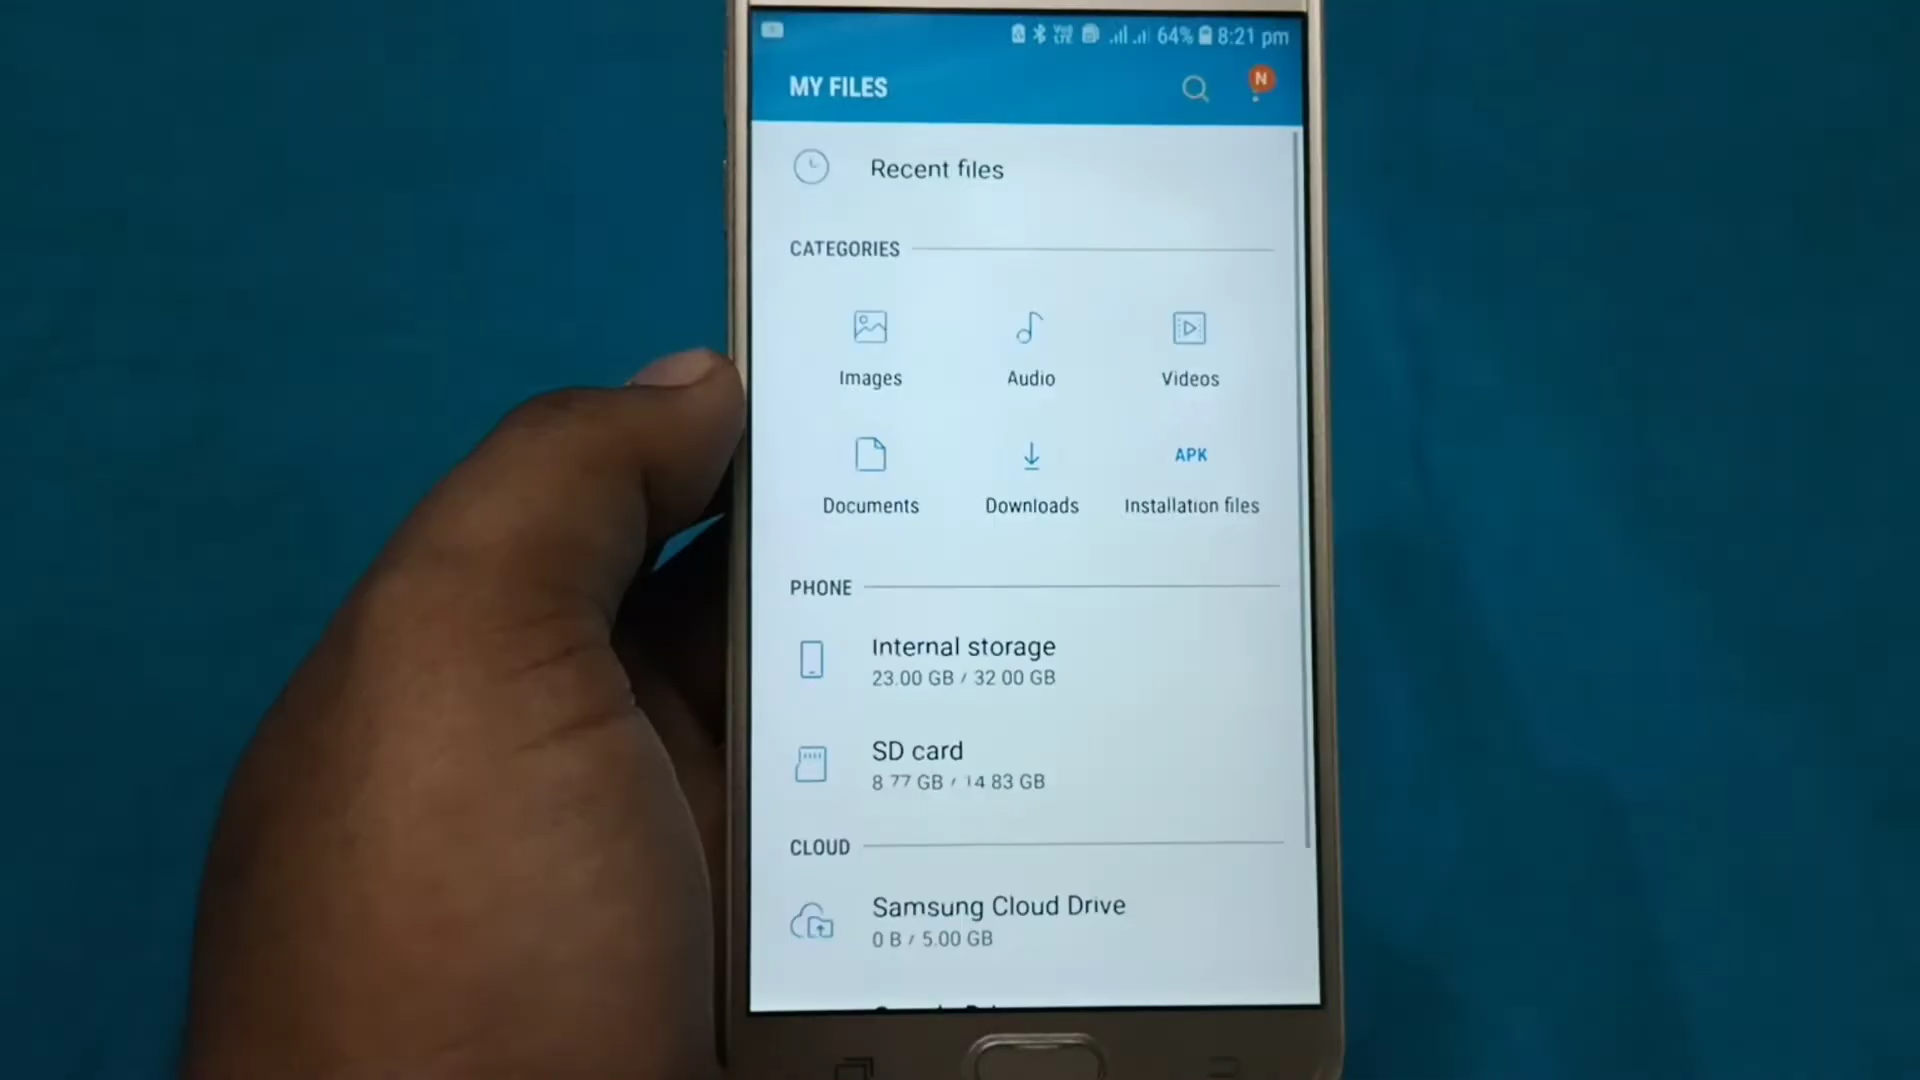 64% 8:21 pm
MY FILES
N
Recent files
CATEGORIES
Images Audio Videos
APK
Documents Downloads Installation files
PHONE
Internal storage
23.00 GB / 32.00 GB
SD card
8.77 GB / 14.83 GB
CLOUD
Samsung Cloud Drive
0 B / 5.00 GB